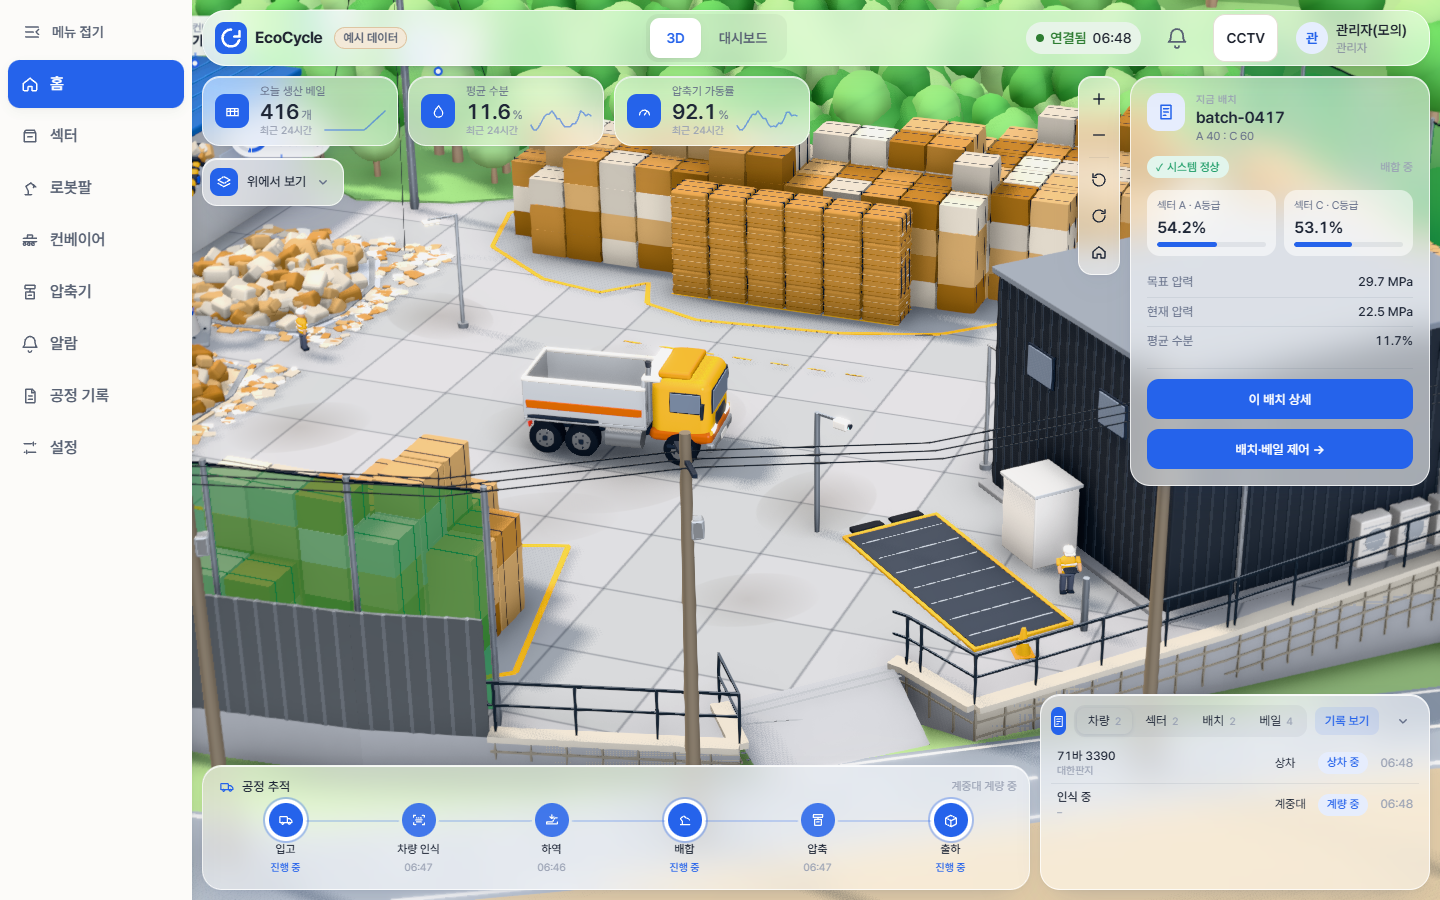 메뉴 접기
홈
섹터
로봇팔
컨베이어
압축기
알람
공정 기록
설정
EcoCycle
예시 데이터
3D
대시보드
연결됨 06:48
CCTV
관
관리자(모의)
관리자
오늘 생산 베일
416개
최근 24시간
평균 수분
11.6%
최근 24시간
압축기 가동률
92.1%
최근 24시간
위에서 보기
지금 배치
batch-0417
A 40 : C 60
✓ 시스템 정상
배합 중
섹터 A · A등급
54.2%
섹터 C · C등급
53.1%
목표 압력 29.7 MPa
현재 압력 22.5 MPa
평균 수분 11.7%
이 배치 상세
배치·베일 제어 →
공정 추적
계중대 계량 중
입고
진행 중
차량 인식
06:47
하역
06:46
배합
진행 중
압축
06:47
출하
진행 중
차량 2
섹터 2
배치 2
베일 4
기록 보기
71바 3390
대한판지
상차
상차 중
06:48
인식 중
–
계중대
계량 중
06:48